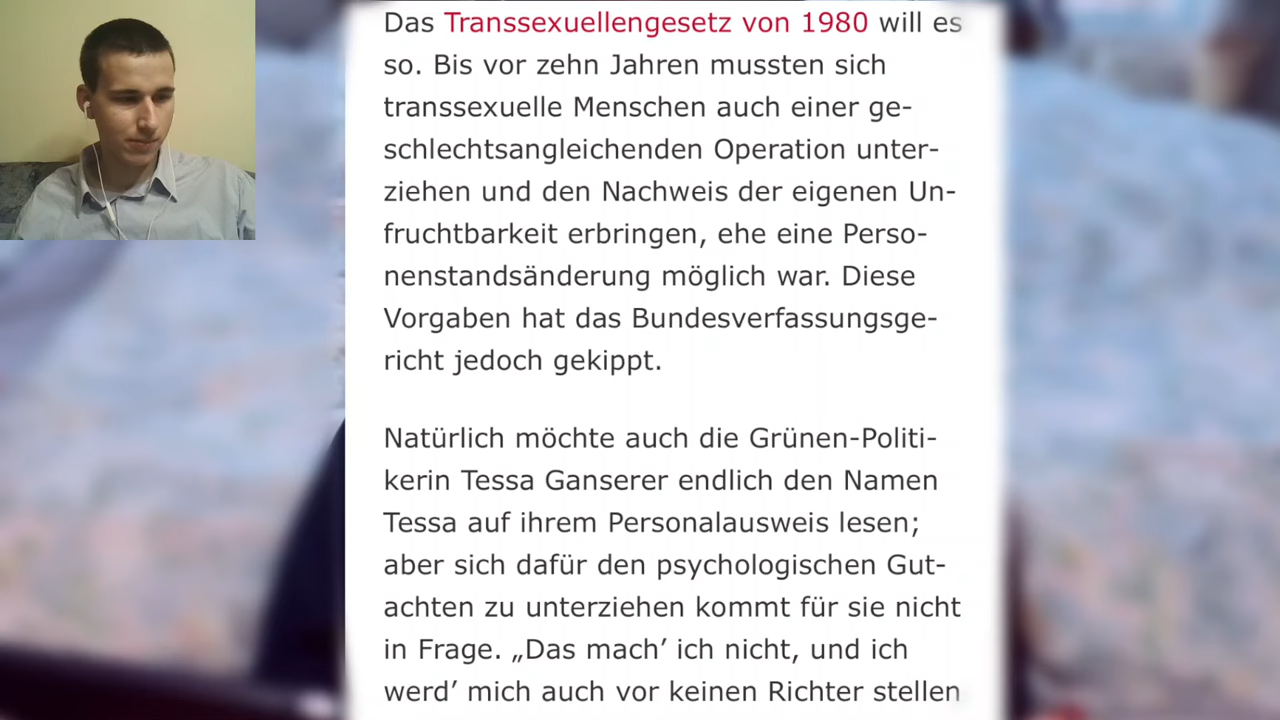 Das Transsexuellengesetz von 1980 will es
so. Bis vor zehn Jahren mussten sich
transsexuelle Menschen auch einer ge-
schlechtsangleichenden Operation unter-
ziehen und den Nachweis der eigenen Un-
fruchtbarkeit erbringen, ehe eine Perso-
nenstandsänderung möglich war. Diese
Vorgaben hat das Bundesverfassungsge-
richt jedoch gekippt.
Natürlich möchte auch die Grünen-Politi-
kerin Tessa Ganserer endlich den Namen
Tessa auf ihrem Personalausweis lesen;
aber sich dafür den psychologischen Gut-
achten zu unterziehen kommt für sie nicht
in Frage. „Das mach’ ich nicht, und ich
werd’ mich auch vor keinen Richter stellen